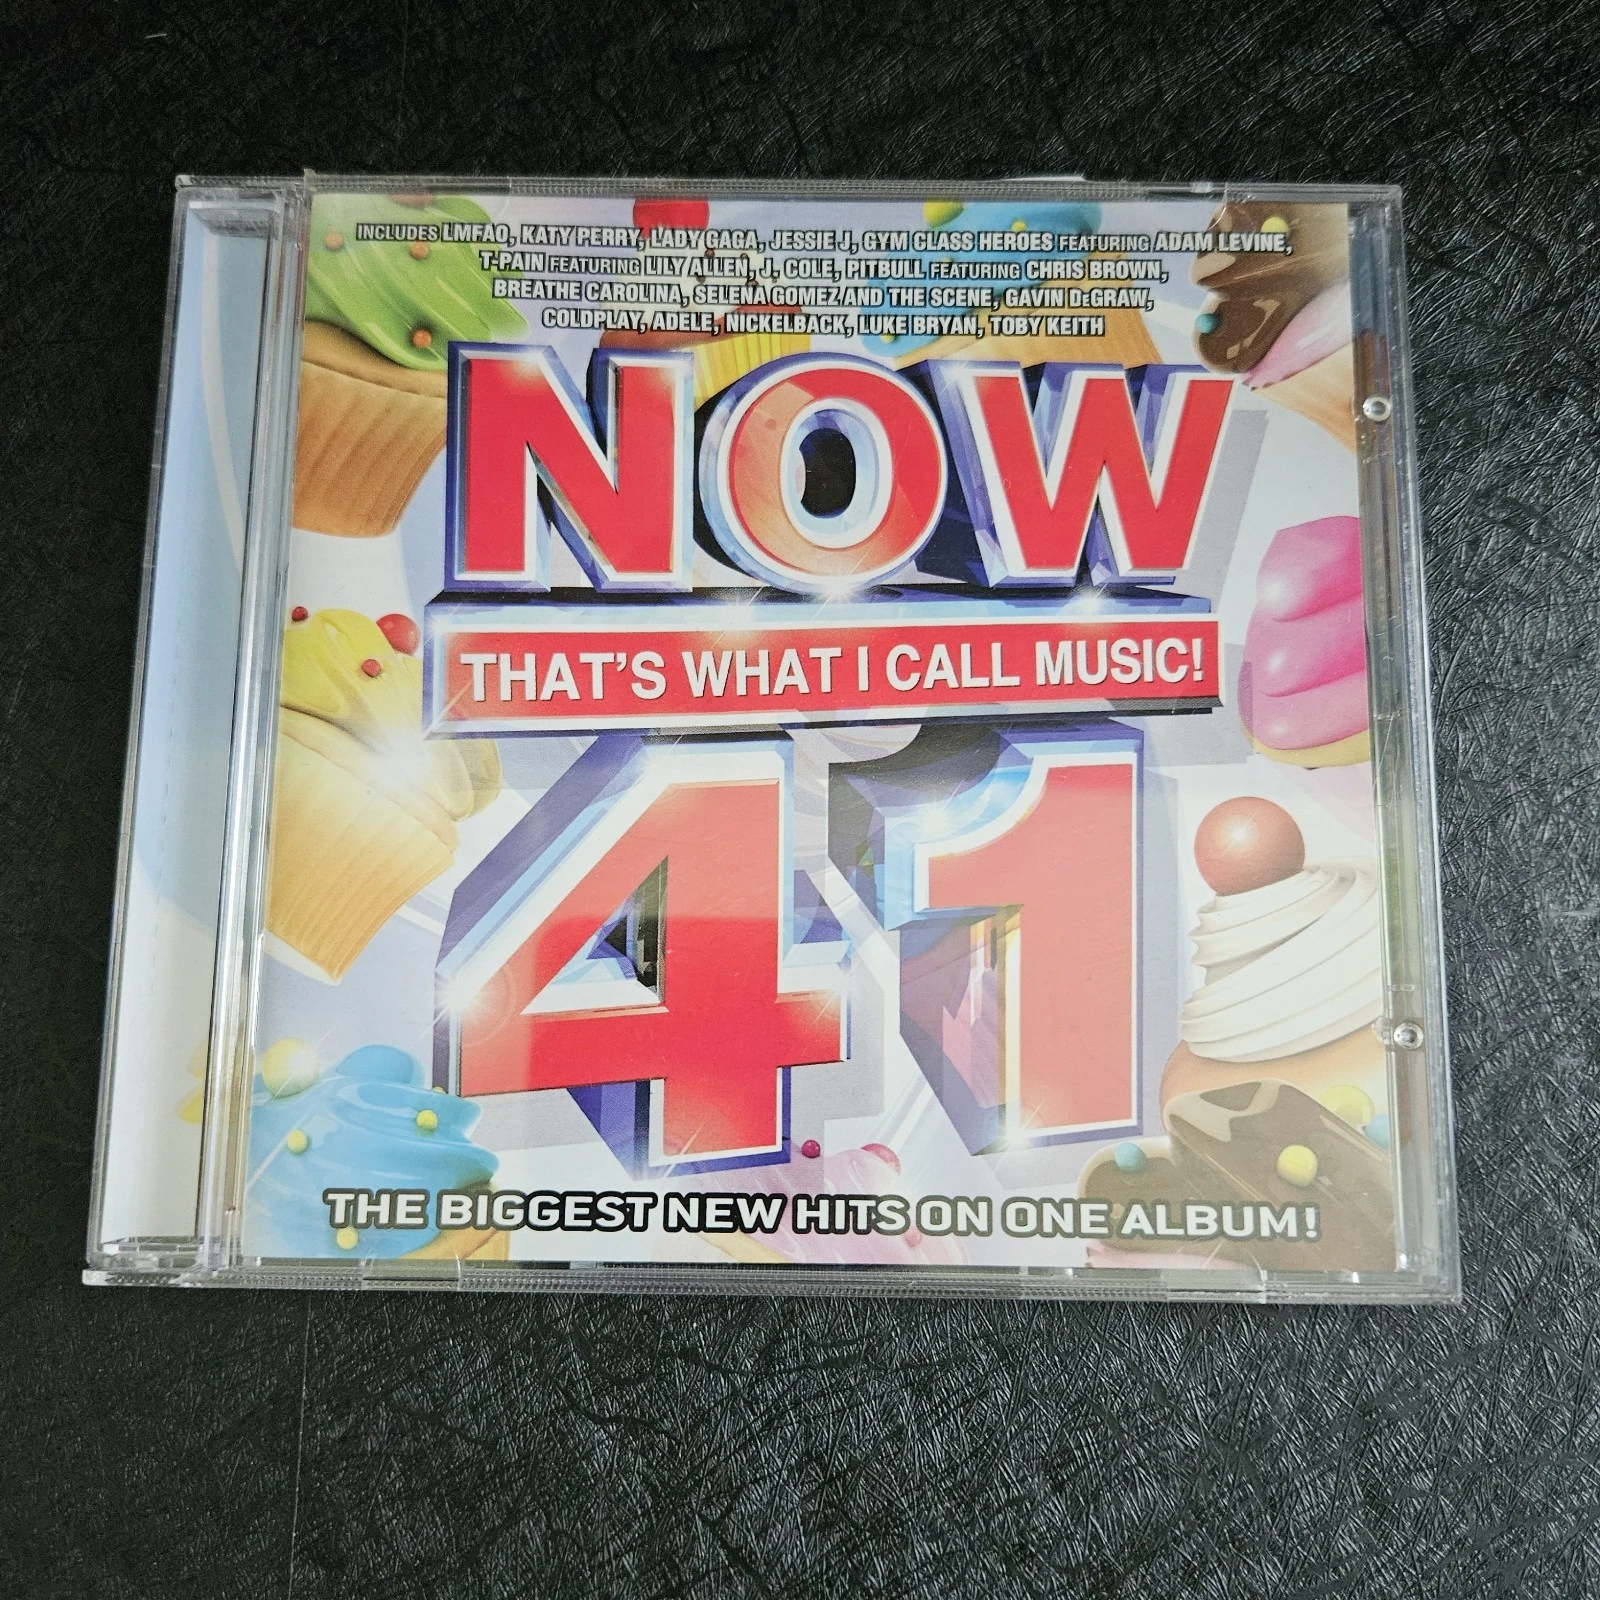 INCLUDES LMFAO, KATY PERRY, LADY GAGA, JESSIE J, GYM CLASS HEROES FEATURING ADAM LEVINE,
T-PAIN FEATURING LILY ALLEN, J. COLE, PITBULL FEATURING CHRIS BROWN,
BREATHE CAROLINA, SELENA GOMEZ AND THE SCENE, GAVIN DeGRAW,
COLDPLAY, ADELE, NICKELBACK, LUKE BRYAN, TOBY KEITH
NOW
THAT'S WHAT I CALL MUSIC!
41
THE BIGGEST NEW HITS ON ONE ALBUM!